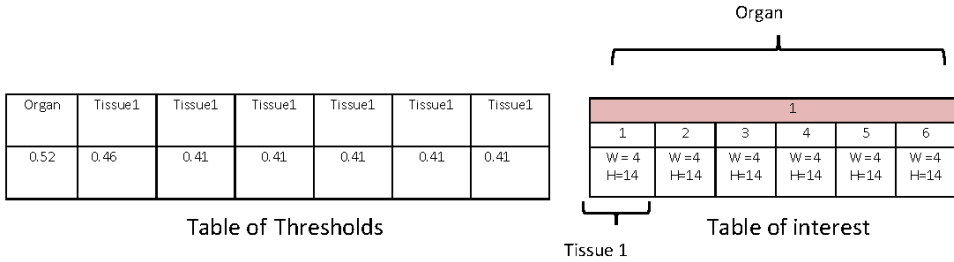 Organ
Organ Tissue1 Tissue1 Tissue1 Tissue1 Tissue1 Tissue1
0.52 0.46 0.41 0.41 0.41 0.41 0.41
Table of Thresholds
1
1 2 3 4 5 6
W = 4 W =4 W =4 W =4 W =4 W =4
H=14 H=14 H=14 H=14 H=14 H=14
Tissue 1
Table of interest